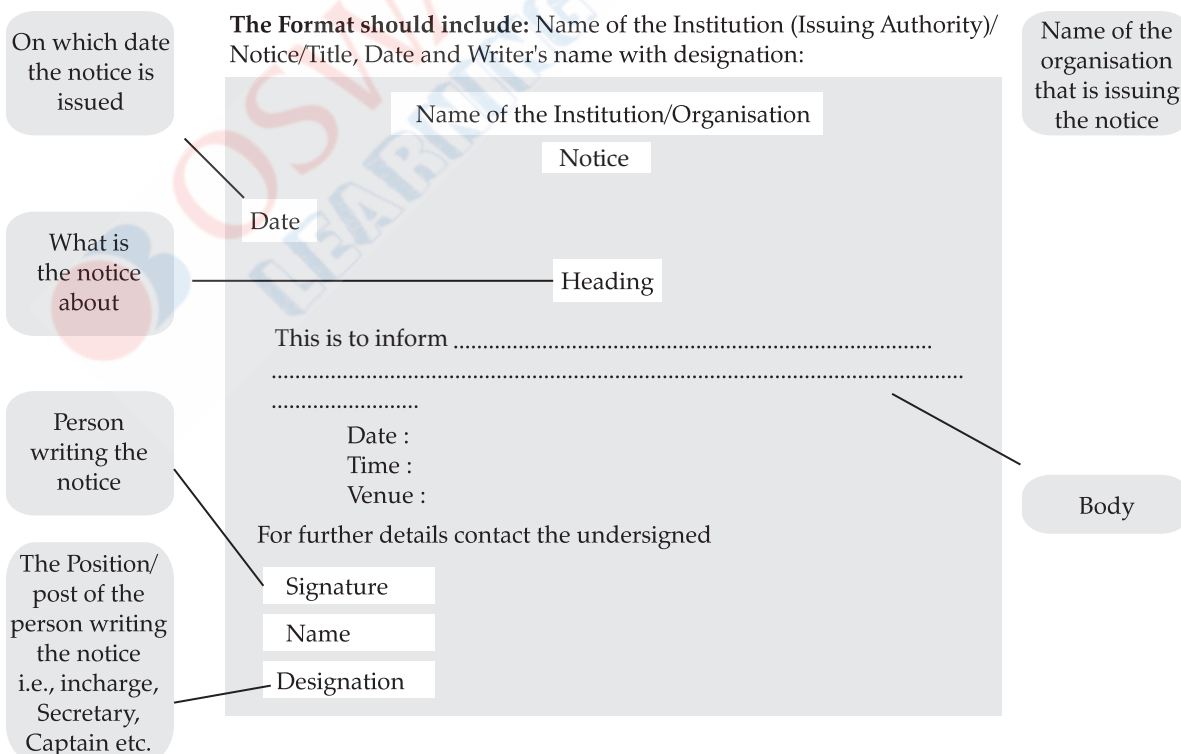 The Format should include: Name of the Institution (Issuing Authority)/
Notice/Title, Date and Writer's name with designation:
On which date
the notice is
issued
Name of the
organisation
that is issuing
the notice
Name of the Institution/Organisation
Notice
Date
What is
the notice
about
Heading
This is to inform ................................................................................
....................................................................................................................
........................
Date :
Time :
Venue :
Person
writing the
notice
Body
For further details contact the undersigned
Signature
Name
Designation
The Position/
post of the
person writing
the notice
i.e., incharge,
Secretary,
Captain etc.
LEARNING